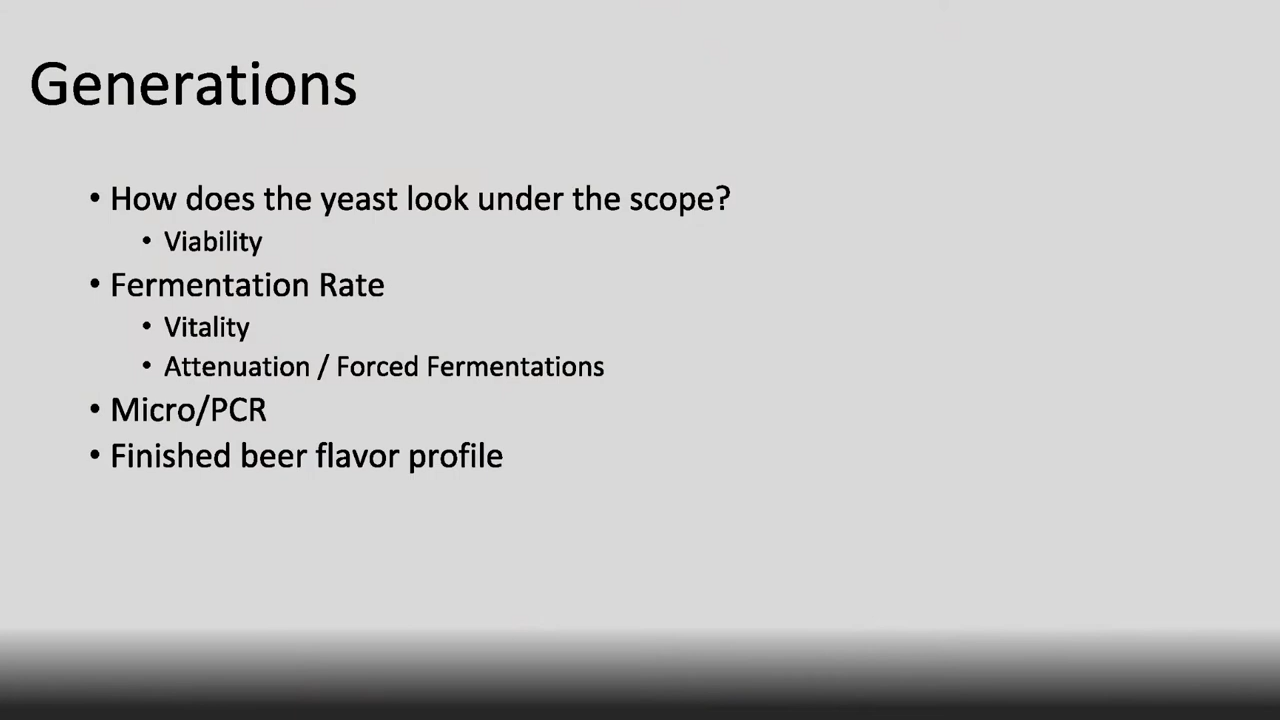 Generations
• How does the yeast look under the scope?
• Viability
• Fermentation Rate
• Vitality
• Attenuation / Forced Fermentations
• Micro/PCR
• Finished beer flavor profile